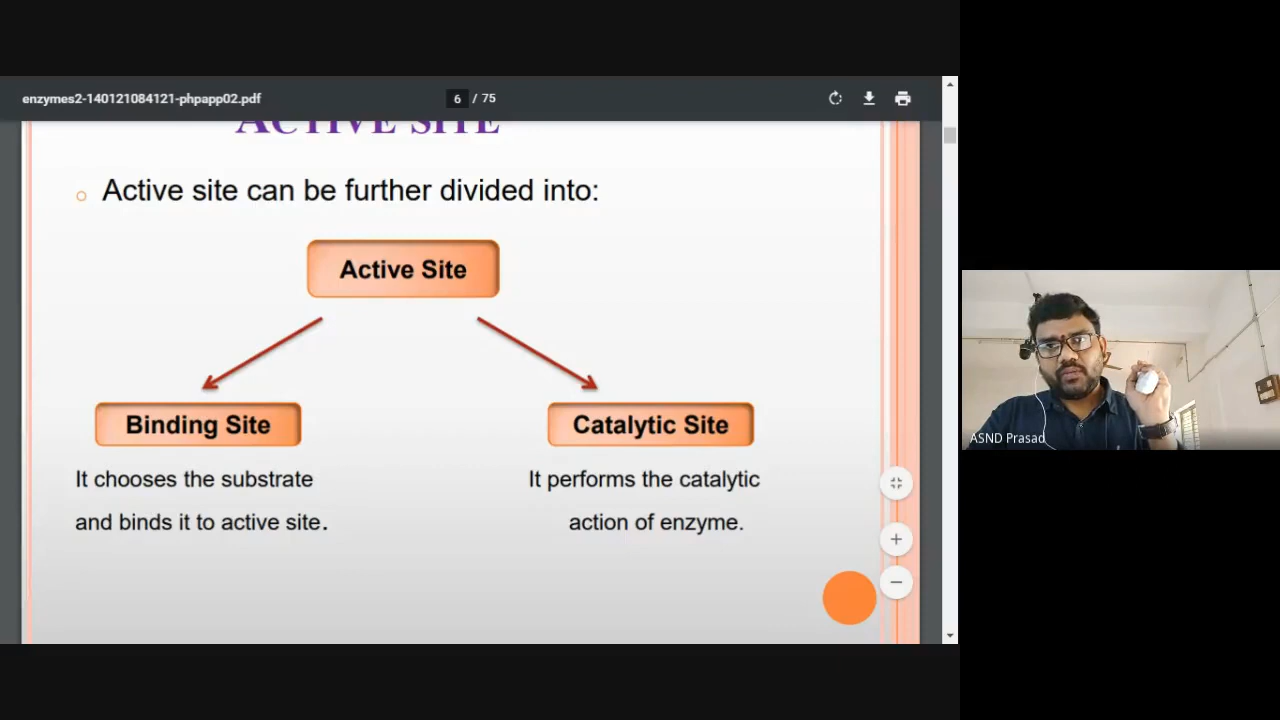 enzymes2-140121084121-phpapp02.pdf
6 / 75
ACTIVE SITE
Active site can be further divided into:
Active Site
Binding Site
Catalytic Site
It chooses the substrate
and binds it to active site.
It performs the catalytic
action of enzyme.
ASND Prasad